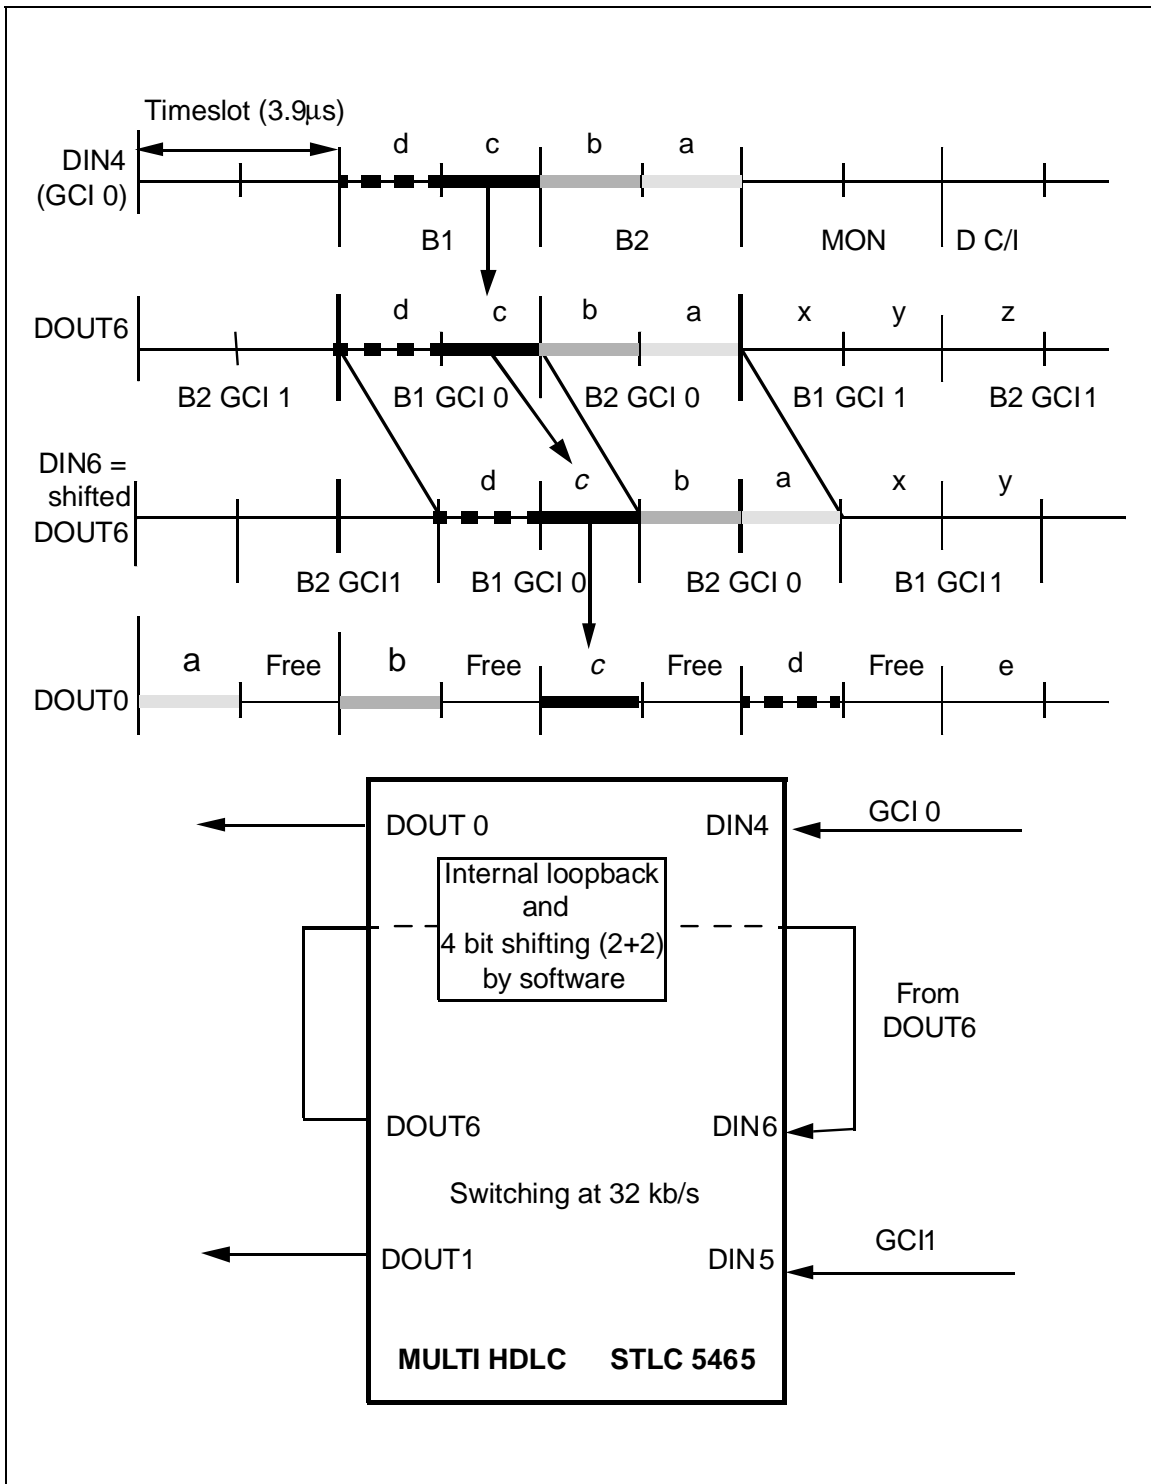 Timeslot (3.9μs)
d c b a
DIN4
(GCI 0)
B1 B2 MON D C/I
d c b a x y z
DOUT6
B2 GCI 1 B1 GCI 0 B2 GCI 0 B1 GCI 1 B2 GCI1
DIN6 =
shifted
DOUT6
d c b a x y
B2 GCI1 B1 GCI 0 B2 GCI 0 B1 GCI1
a Free b Free c Free d Free e
DOUT0
DOUT 0 DIN4 GCI 0
Internal loopback
and
4 bit shifting (2+2)
by software
From
DOUT6
DOUT6 DIN6
Switching at 32 kb/s
DOUT1 DIN5 GCI1
MULTI HDLC STLC 5465